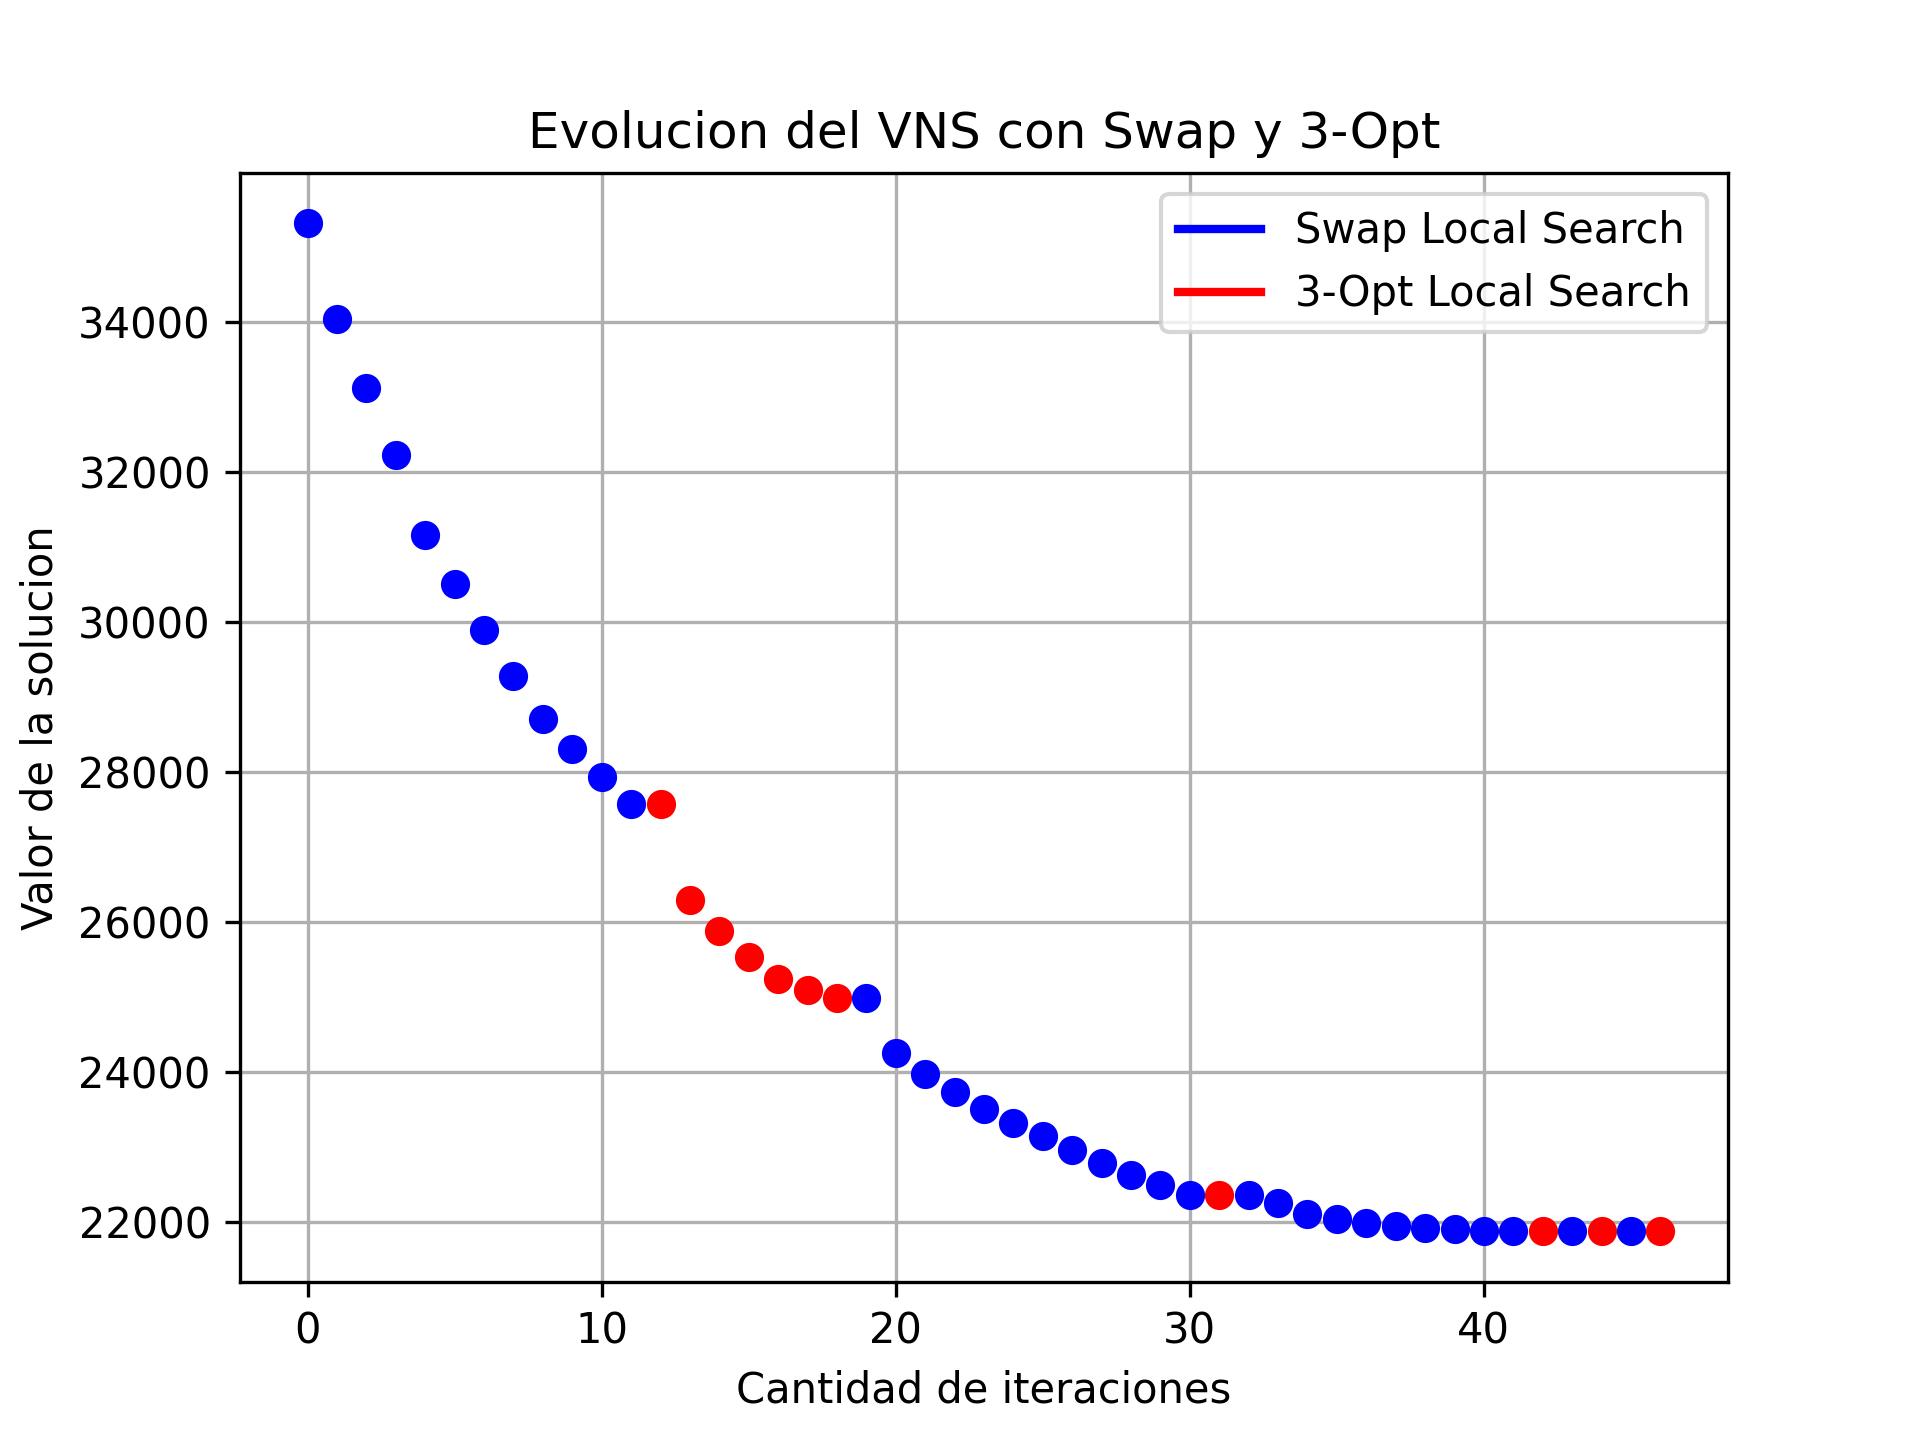 Evolucion del VNS con Swap y 3-Opt
Swap Local Search
3-Opt Local Search
Valor de la solucion
34000
32000
30000
28000
26000
24000
22000
0 10 20 30 40
Cantidad de iteraciones